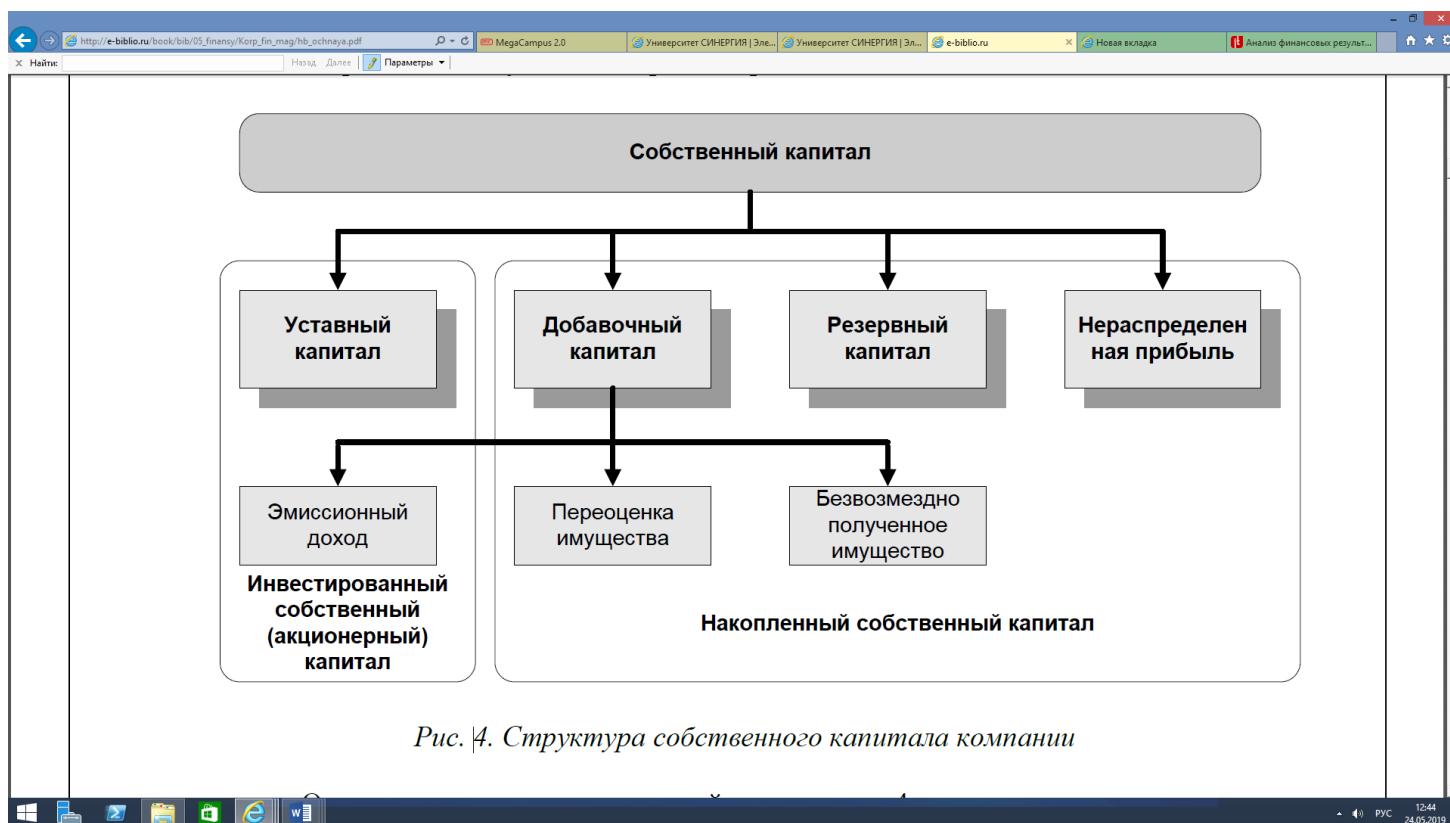 http://e-biblio.ru/book/bib/05_finansy/Korp_fin_mag/hb_ochnaya.pdf
MegaCampus 2.0
Университет СИНЕРГИЯ | Эле...
Университет СИНЕРГИЯ | Эл...
e-biblio.ru
Новая вкладка
Анализ финансовых результ...
x Найти:
Назад Далее
Параметры
Собственный капитал
Уставный
капитал
Добавочный
капитал
Резервный
капитал
Нераспределен
ная прибыль
Эмиссионный
доход
Переоценка
имущества
Безвозмездно
полученное
имущество
Инвестированный
собственный
(акционерный)
капитал
Накопленный собственный капитал
Рис. 4. Структура собственного капитала компании
РУС
12:44
24.05.2019